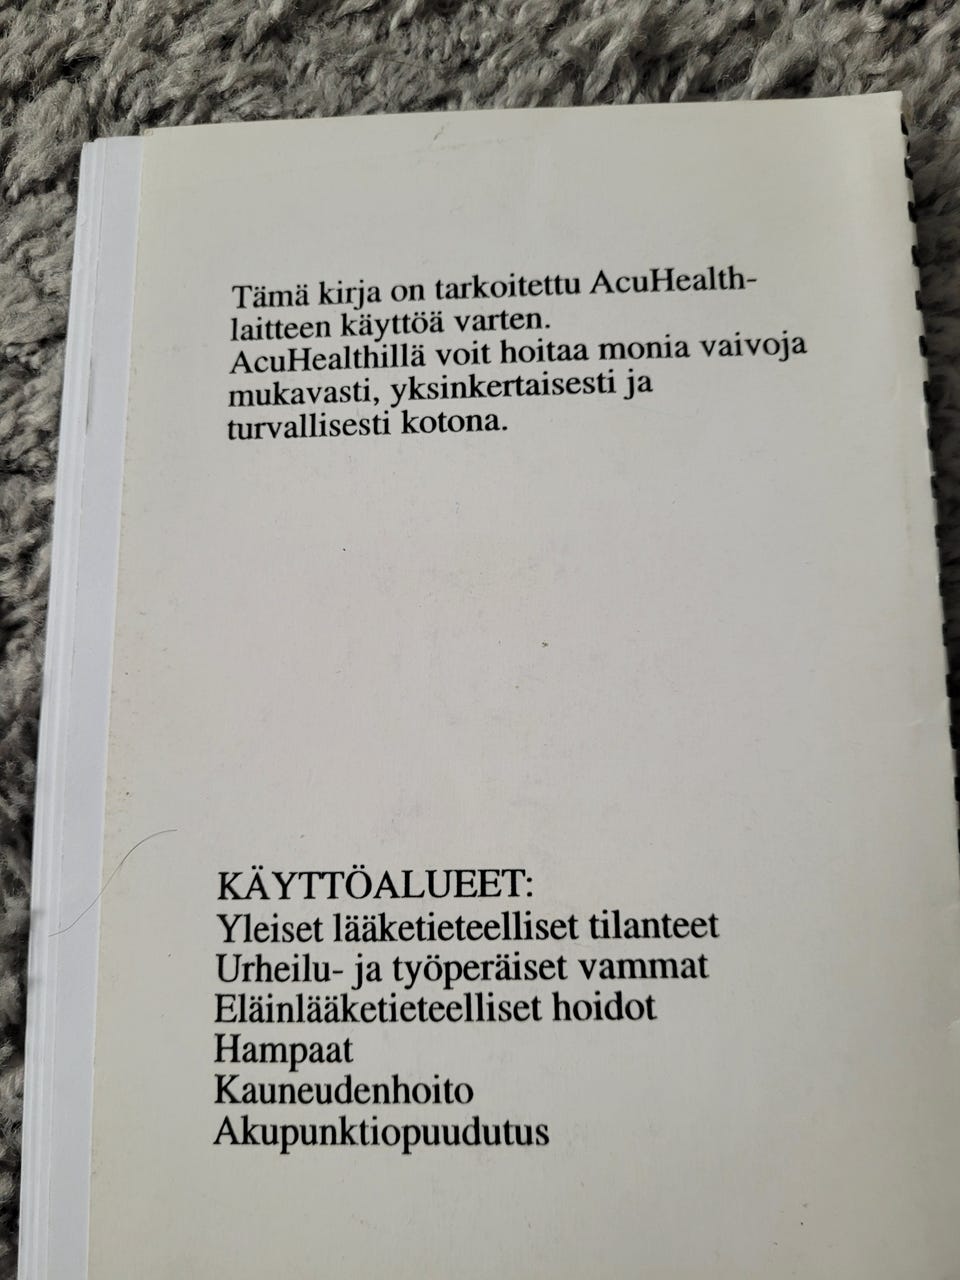 Tämä kirja on tarkoitettu AcuHealth-
laitteen käyttöä varten.
AcuHealthillä voit hoitaa monia vaivoja
mukavasti, yksinkertaisesti ja
turvallisesti kotona.
KÄYTTÖALUEET:
Yleiset lääketieteelliset tilanteet
Urheilu- ja työperäiset vammat
Eläinlääketieteelliset hoidot
Hampaat
Kauneudenhoito
Akupunktiopuudutus